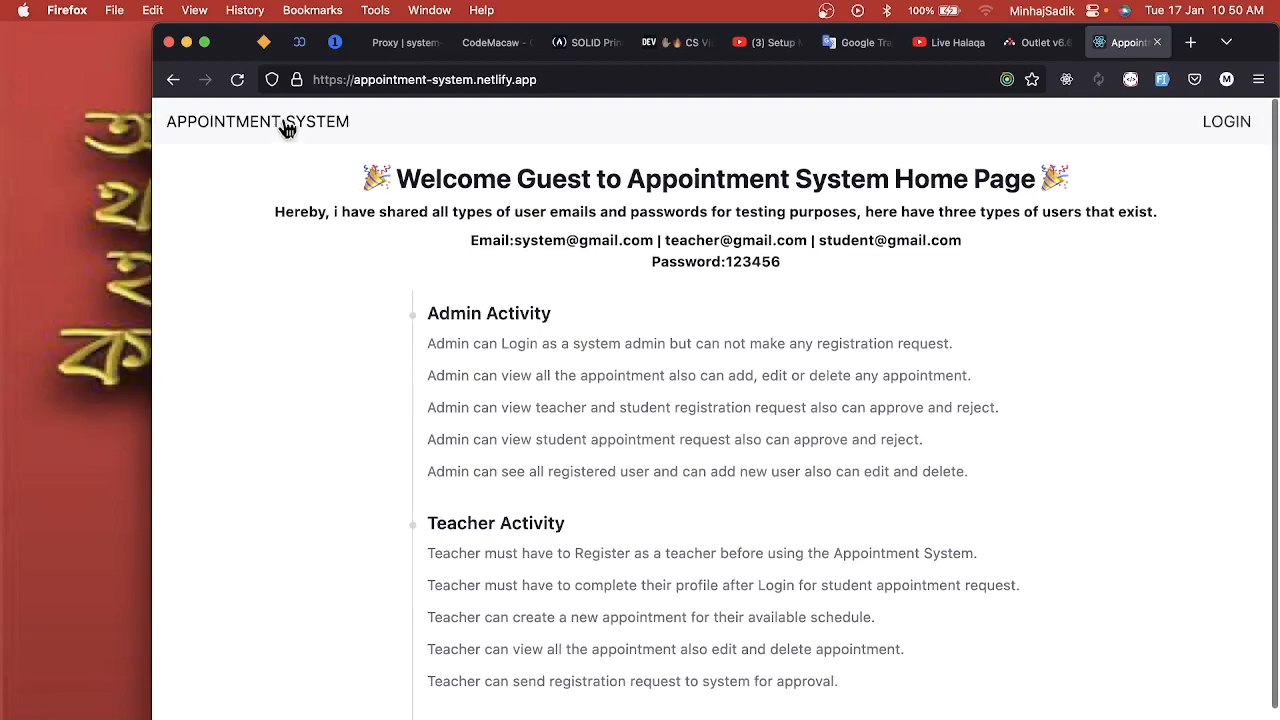 Firefox File Edit View History Bookmarks Tools Window Help 100% MinhajSadik Tue 17 Jan 10:50 AM
Proxy | system- CodeMacaw - SOLID Prin DEV CS Vi (3) Setup Google Tra Live Halaqa Outlet v6.6 Appoint
https://appointment-system.netlify.app
APPOINTMENT SYSTEM LOGIN
🎉 Welcome Guest to Appointment System Home Page 🎉
Hereby, i have shared all types of user emails and passwords for testing purposes, here have three types of users that exist.
Email:system@gmail.com | teacher@gmail.com | student@gmail.com
Password:123456
Admin Activity
Admin can Login as a system admin but can not make any registration request.
Admin can view all the appointment also can add, edit or delete any appointment.
Admin can view teacher and student registration request also can approve and reject.
Admin can view student appointment request also can approve and reject.
Admin can see all registered user and can add new user also can edit and delete.
Teacher Activity
Teacher must have to Register as a teacher before using the Appointment System.
Teacher must have to complete their profile after Login for student appointment request.
Teacher can create a new appointment for their available schedule.
Teacher can view all the appointment also edit and delete appointment.
Teacher can send registration request to system for approval.